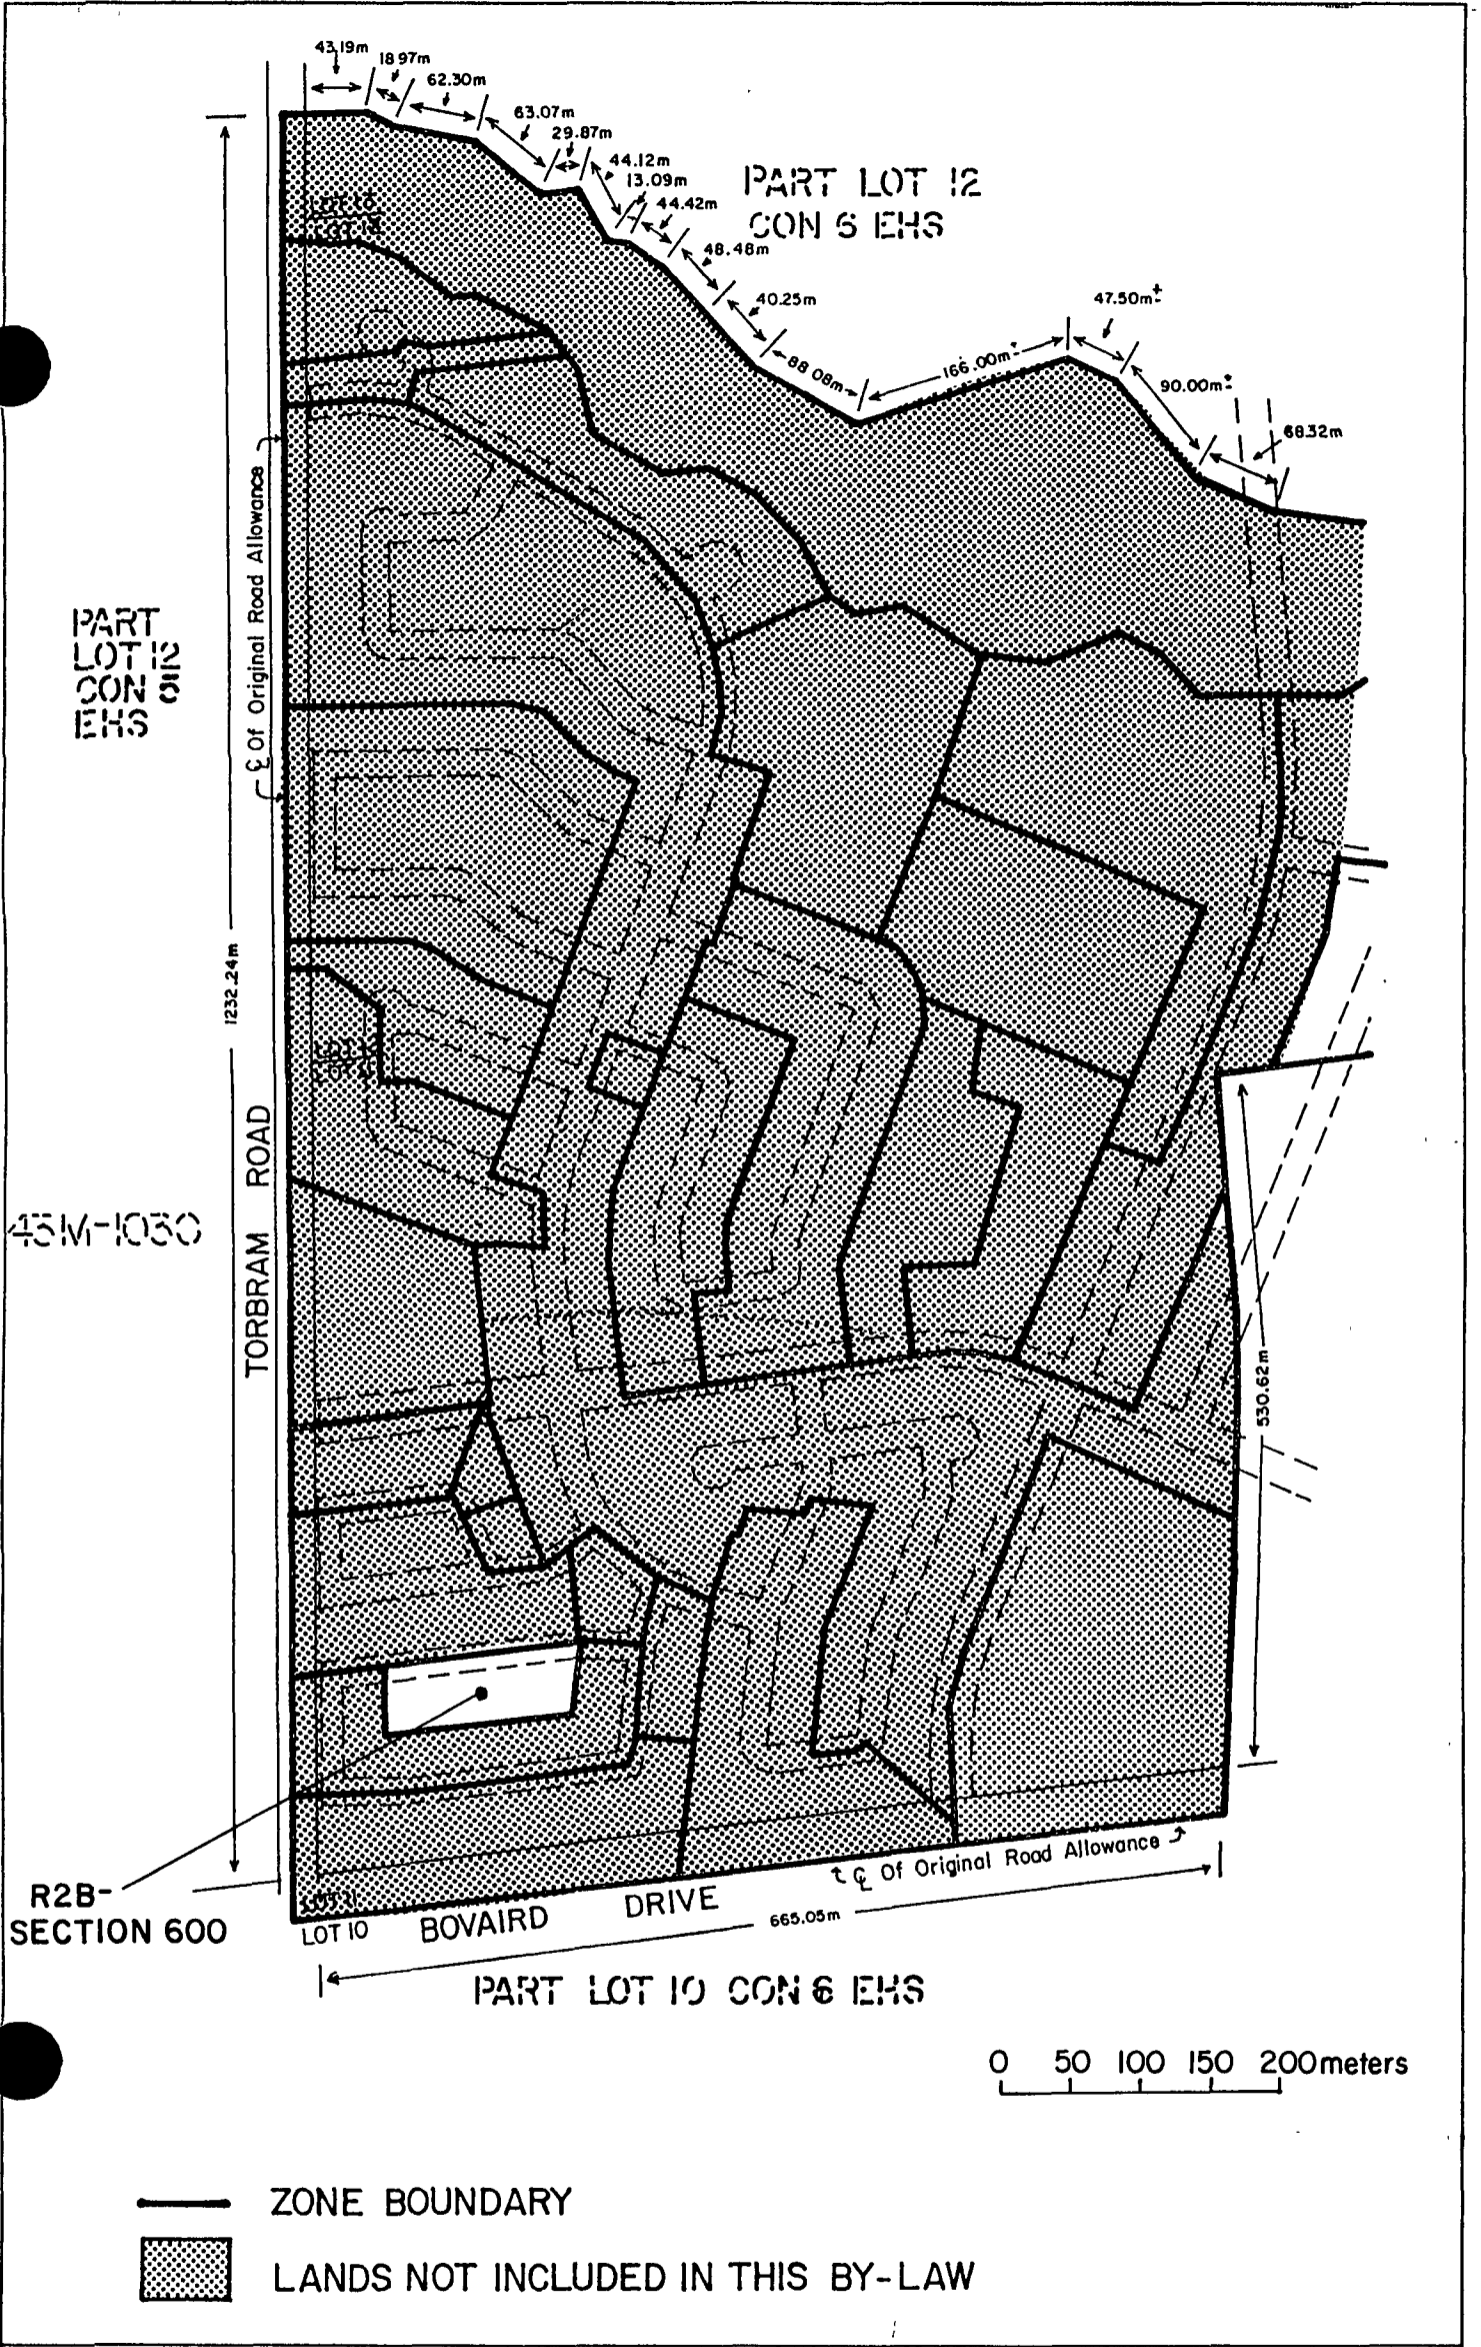 43.19m
18.97m
62.30m
63.07m
29.87m
44.12m
13.09m
44.42m
48.48m
40.25m
88.08m
166.00m±
47.50m±
90.00m±
68.32m
PART LOT 12
CON 6 EHS
PART
LOT 12
CON 5
EHS
℄ Of Original Road Allowance
1232.24m
TORBRAM ROAD
43M-1030
530.62m
R2B-
SECTION 600
LOT 11
LOT 10
BOVAIRD DRIVE
℄ Of Original Road Allowance
665.05m
PART LOT 10 CON 6 EHS
0 50 100 150 200 meters
ZONE BOUNDARY
LANDS NOT INCLUDED IN THIS BY-LAW